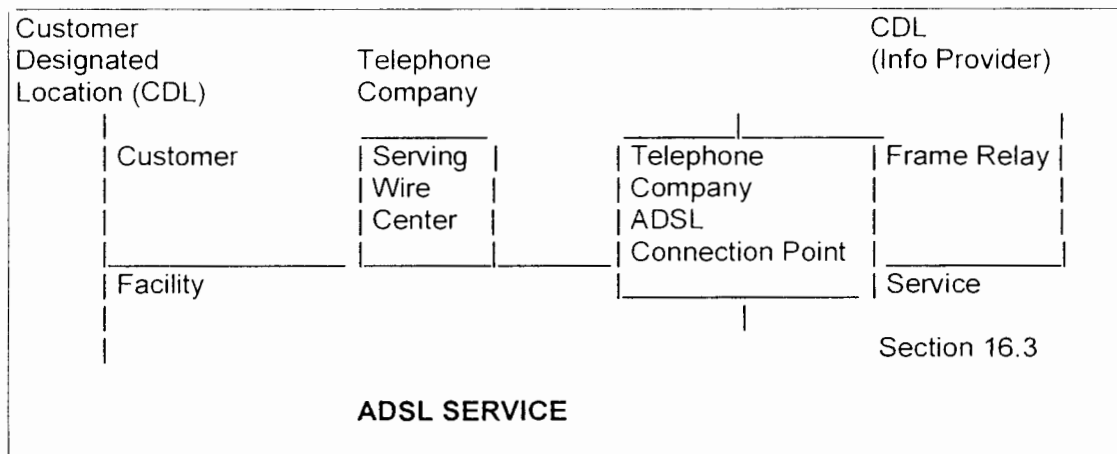 Customer CDL
Designated Telephone (Info Provider)
Location (CDL) Company
Customer Serving Telephone Frame Relay
Wire Company
Center ADSL
Connection Point
Facility Service
Section 16.3
ADSL SERVICE